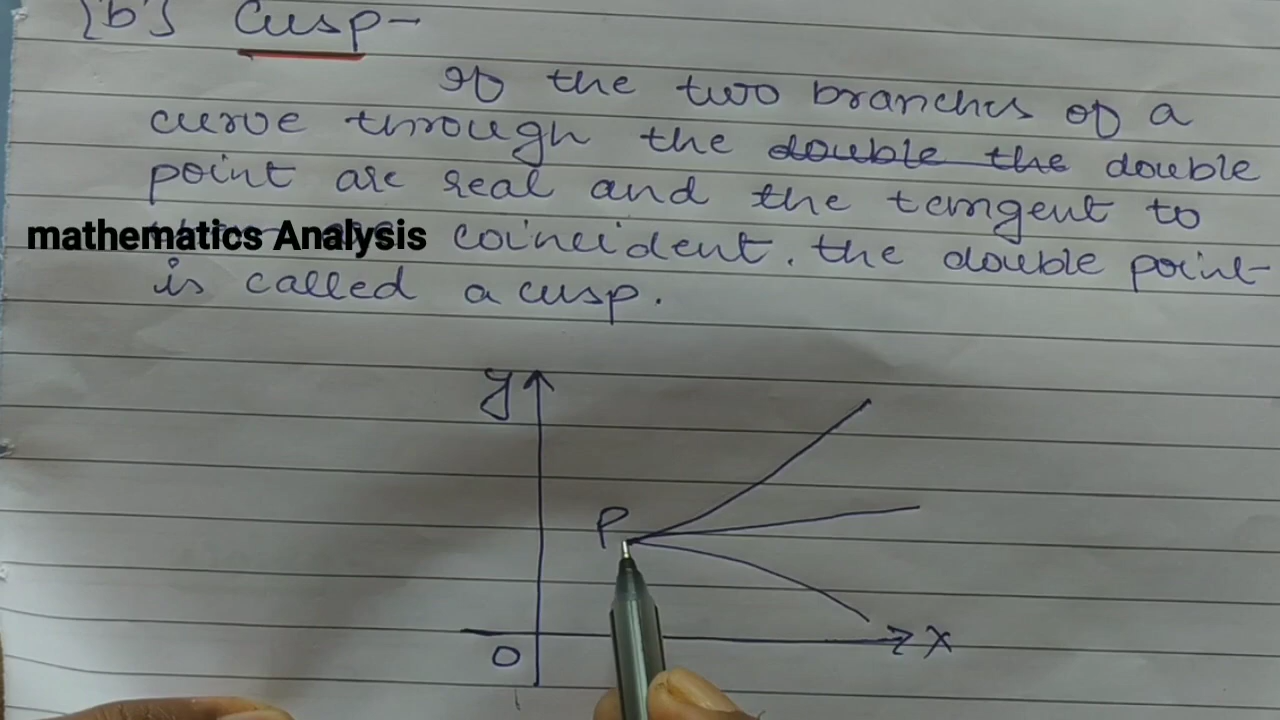 [b] Cusp-
If the two branches of a
curve through the double the double
point are real and the tangent to
mathematics Analysis coincident. the double point
is called a cusp.
y
P
O X